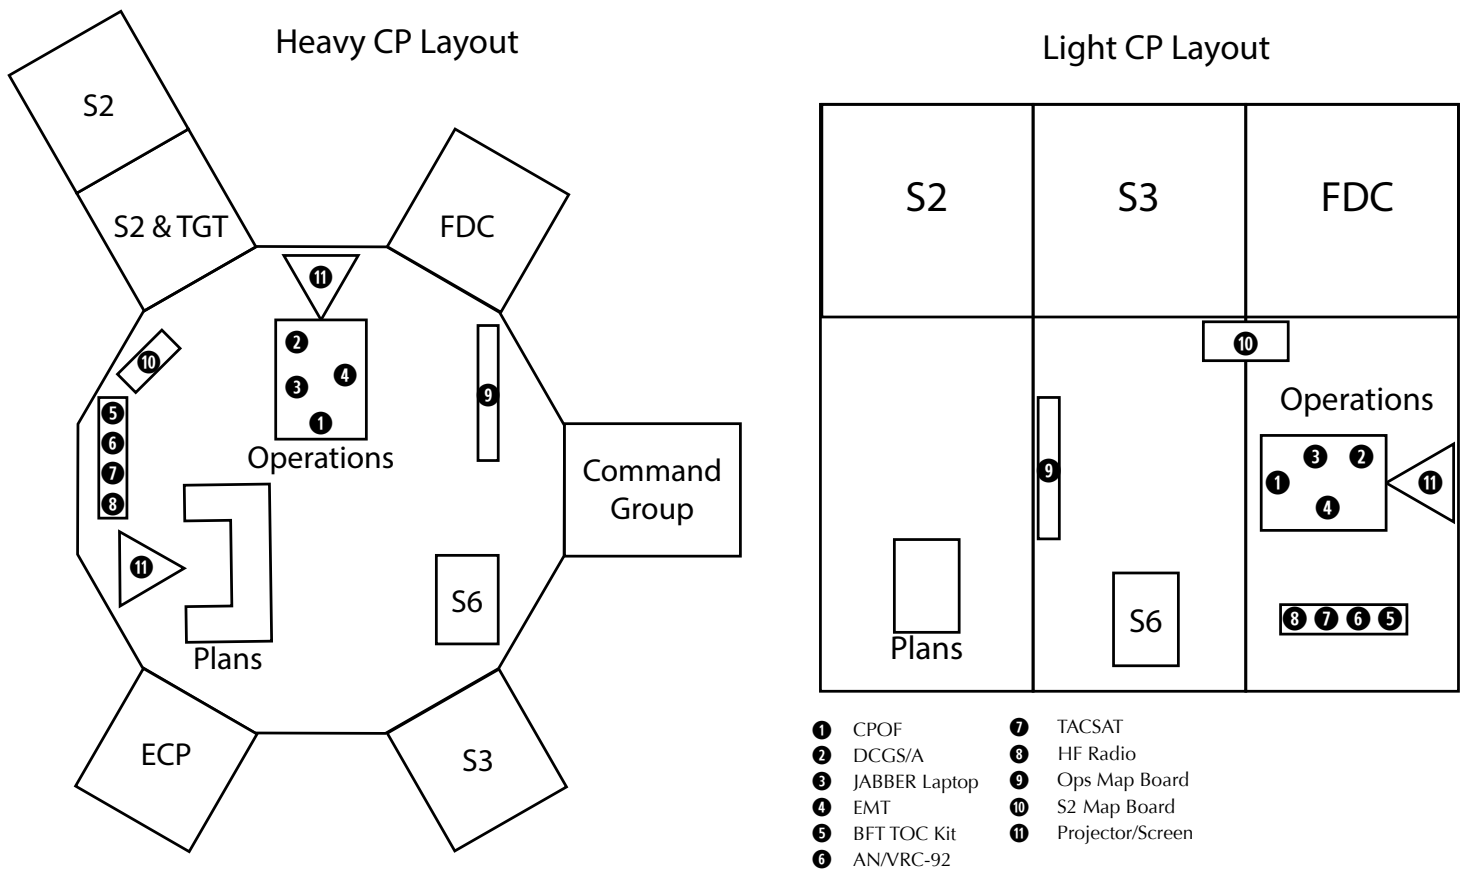 Heavy CP Layout
S2
S2 & TGT
FDC
11
2
4
3
1
Operations
10
9
5
6
7
8
Command
Group
11
Plans
S6
ECP
S3
Light CP Layout
S2
S3
FDC
10
Operations
3
2
1
4
11
9
Plans
S6
8 7 6 5
1 CPOF
2 DCGS/A
3 JABBER Laptop
4 EMT
5 BFT TOC Kit
6 AN/VRC-92
7 TACSAT
8 HF Radio
9 Ops Map Board
10 S2 Map Board
11 Projector/Screen